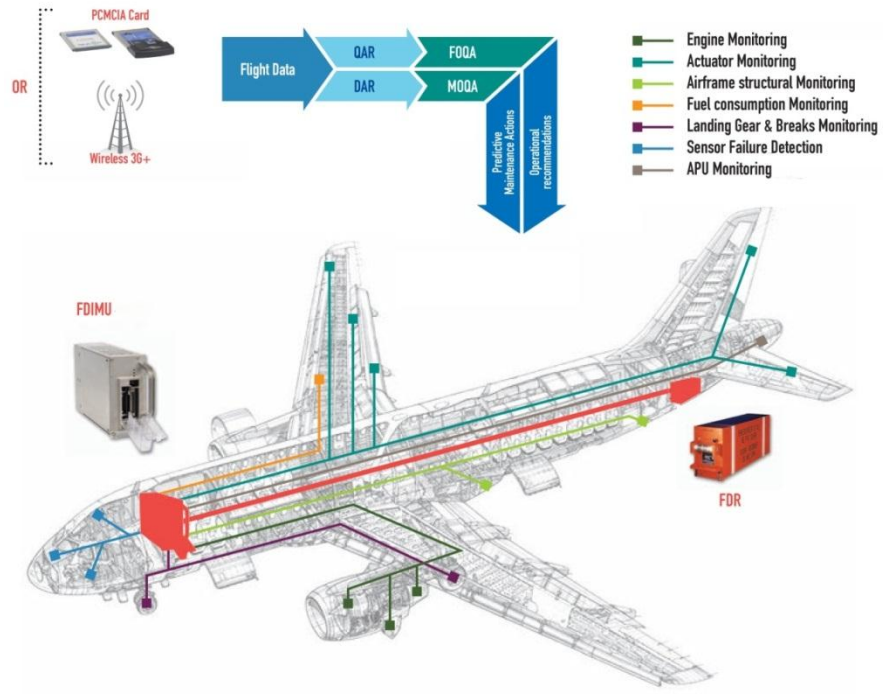 PCMCIA Card
OR
Wireless 3G+
Flight Data
QAR
FOQA
DAR
MOQA
Predictive
Maintenance Actions
Operational
recommendations
Engine Monitoring
Actuator Monitoring
Airframe structural Monitoring
Fuel consumption Monitoring
Landing Gear & Breaks Monitoring
Sensor Failure Detection
APU Monitoring
FDIMU
FDR